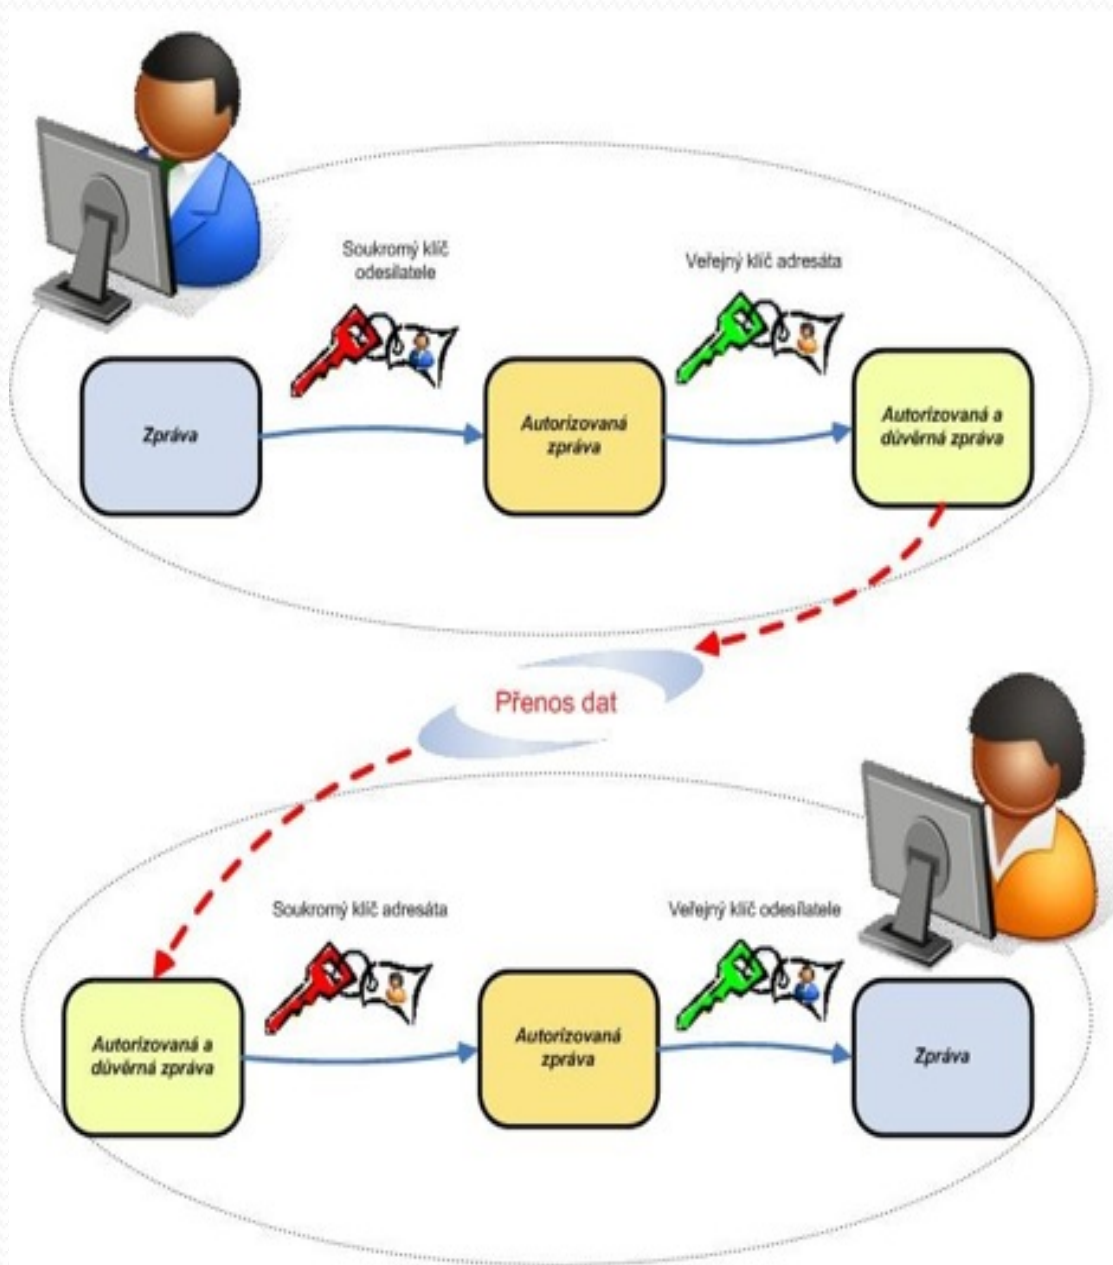 Soukromý klíč
odesílatele
Veřejný klíč adresáta
Zpráva
Autorizovaná
zpráva
Autorizovaná a
důvěrná zpráva
Přenos dat
Soukromý klíč adresáta
Veřejný klíč odesílatele
Autorizovaná a
důvěrná zpráva
Autorizovaná
zpráva
Zpráva